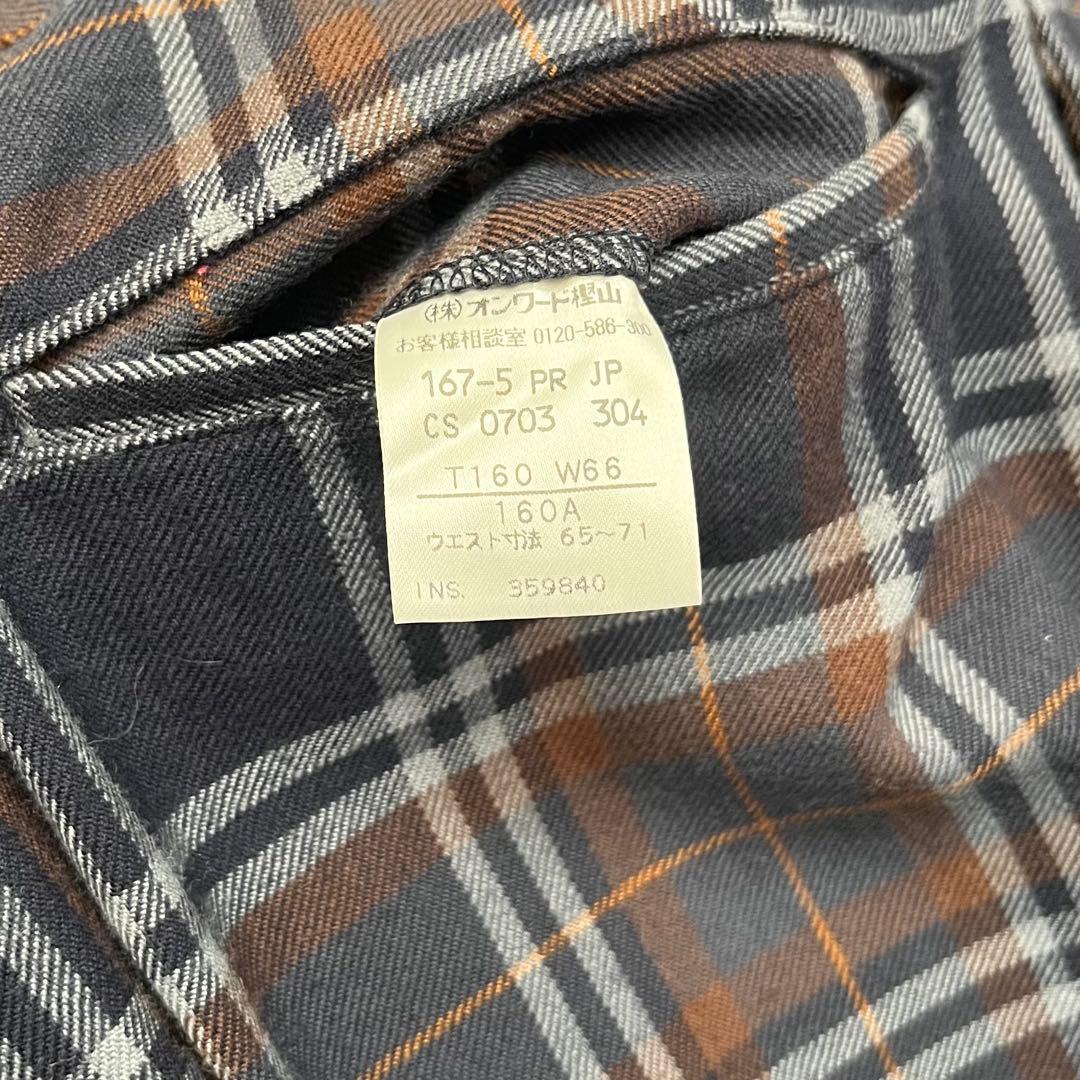 (株)オンワード樫山
お客様相談室 0120-586-300
167-5 PR JP
CS 0703 304
T160 W66
160A
ウエスト寸法 65~71
INS. 359840